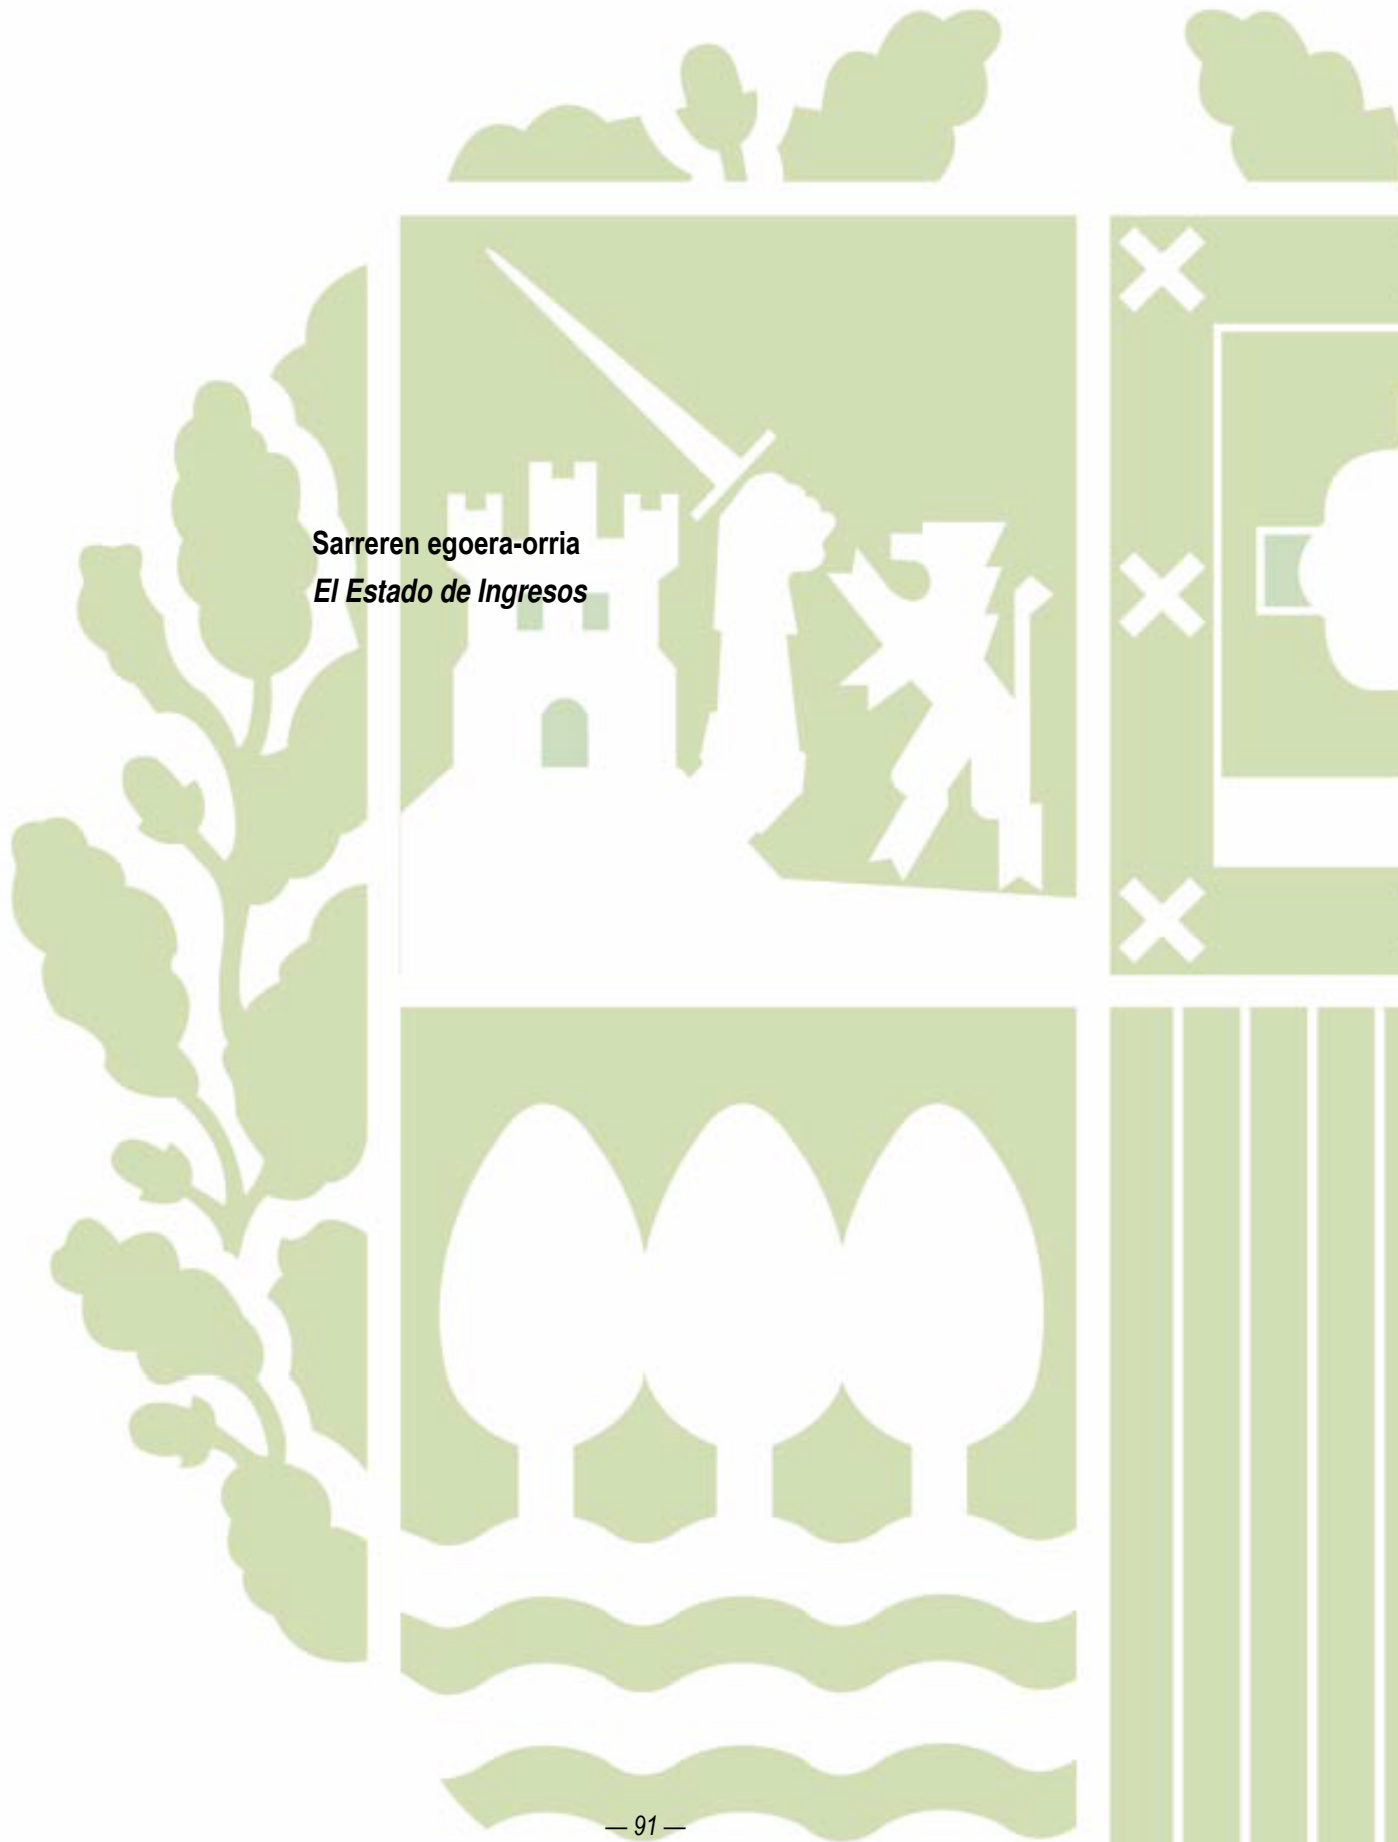 Sarreren egoera-orria
El Estado de Ingresos
— 91 —